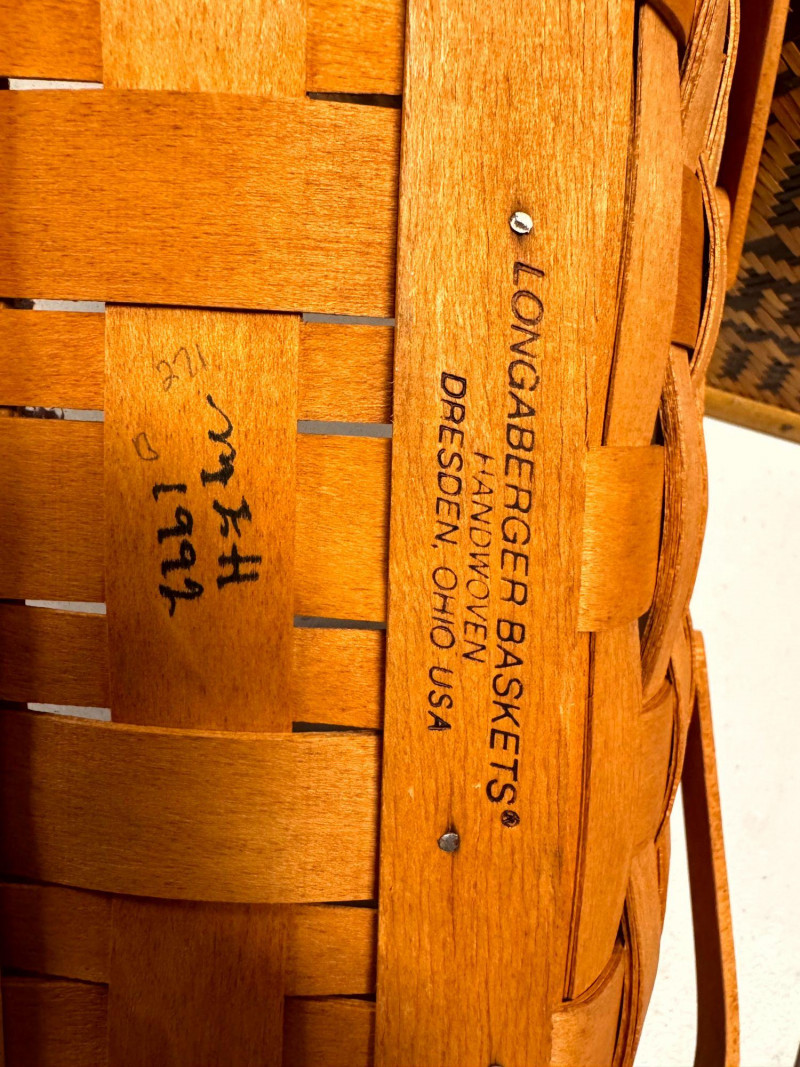 LONGABERGER BASKETS®
HANDWOVEN
DRESDEN, OHIO USA
1992